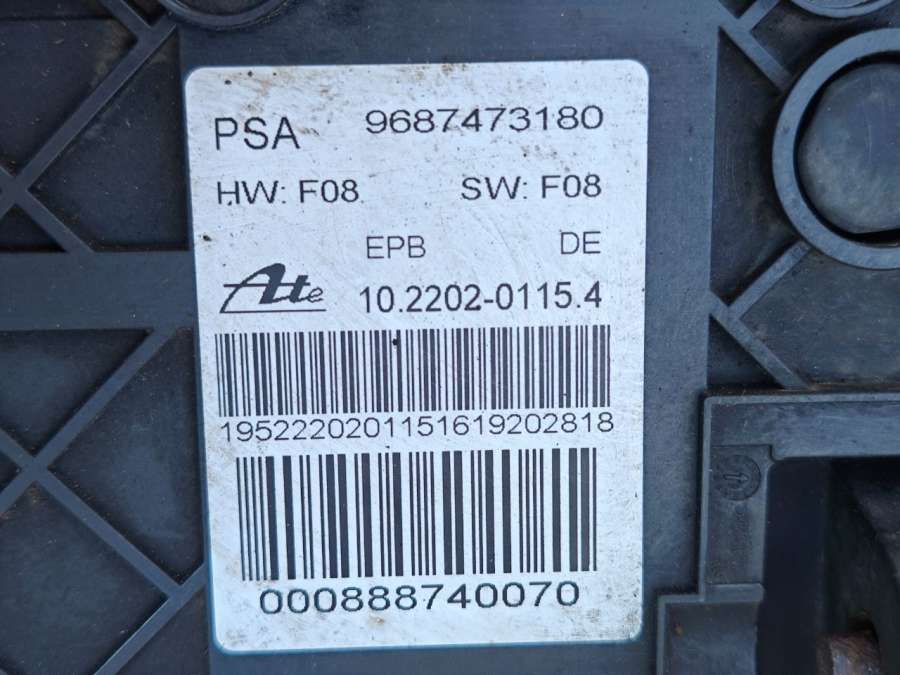 PSA 9687473180
HW: F08 SW: F08
EPB DE
Ate 10.2202-0115.4
1952220201151619202818
000888740070